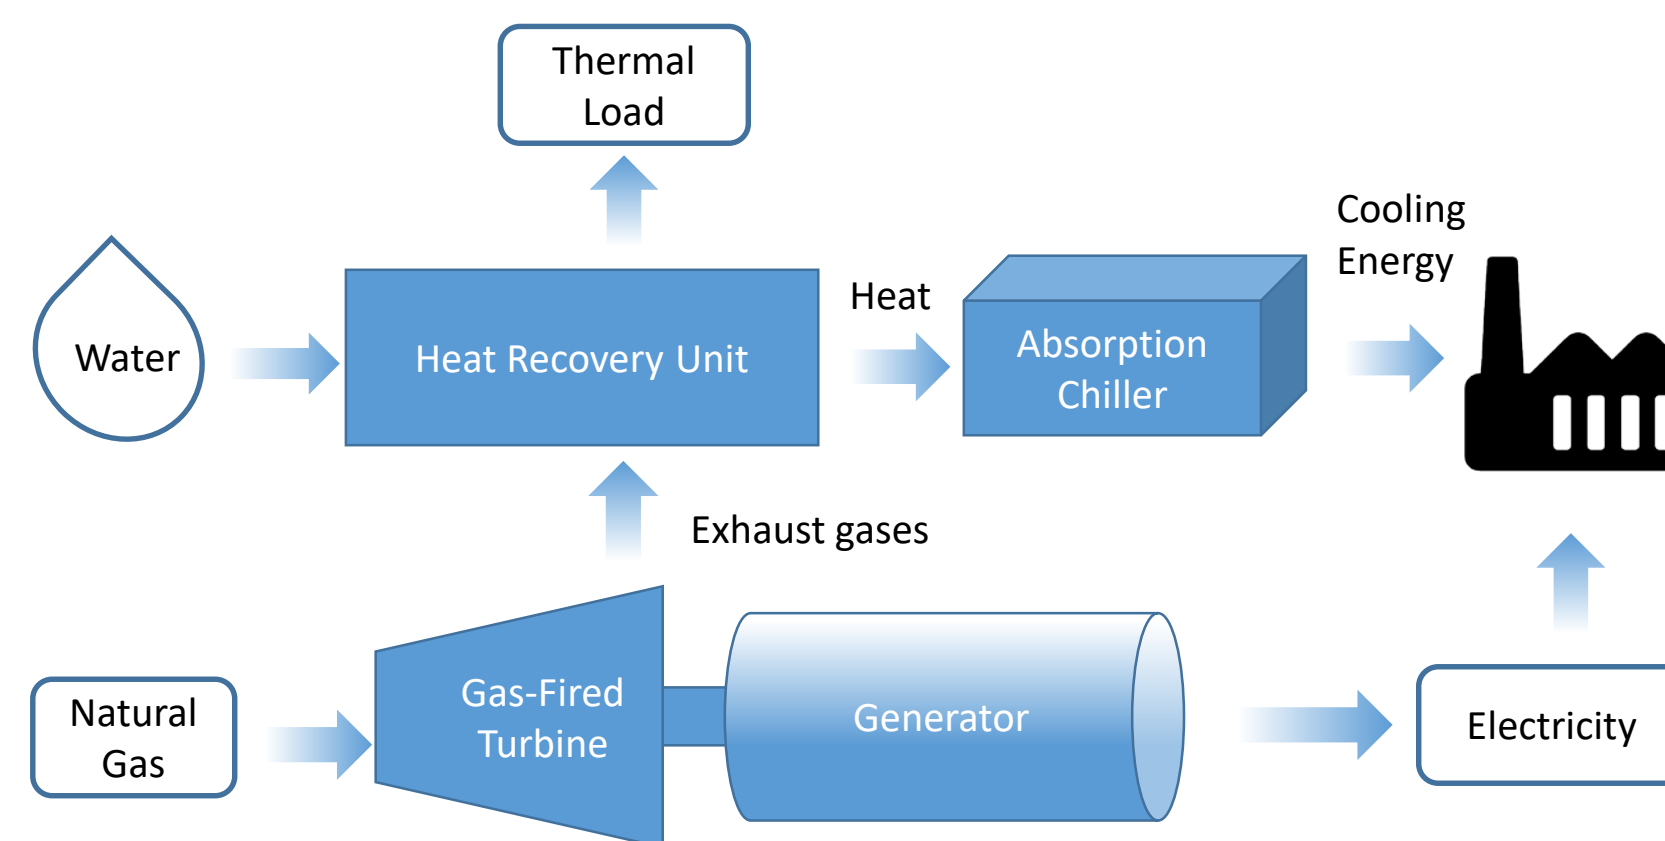 Thermal
Load
Cooling
Energy
Heat
Water
Heat Recovery Unit
Absorption
Chiller
Exhaust gases
Natural
Gas
Gas-Fired
Turbine
Generator
Electricity